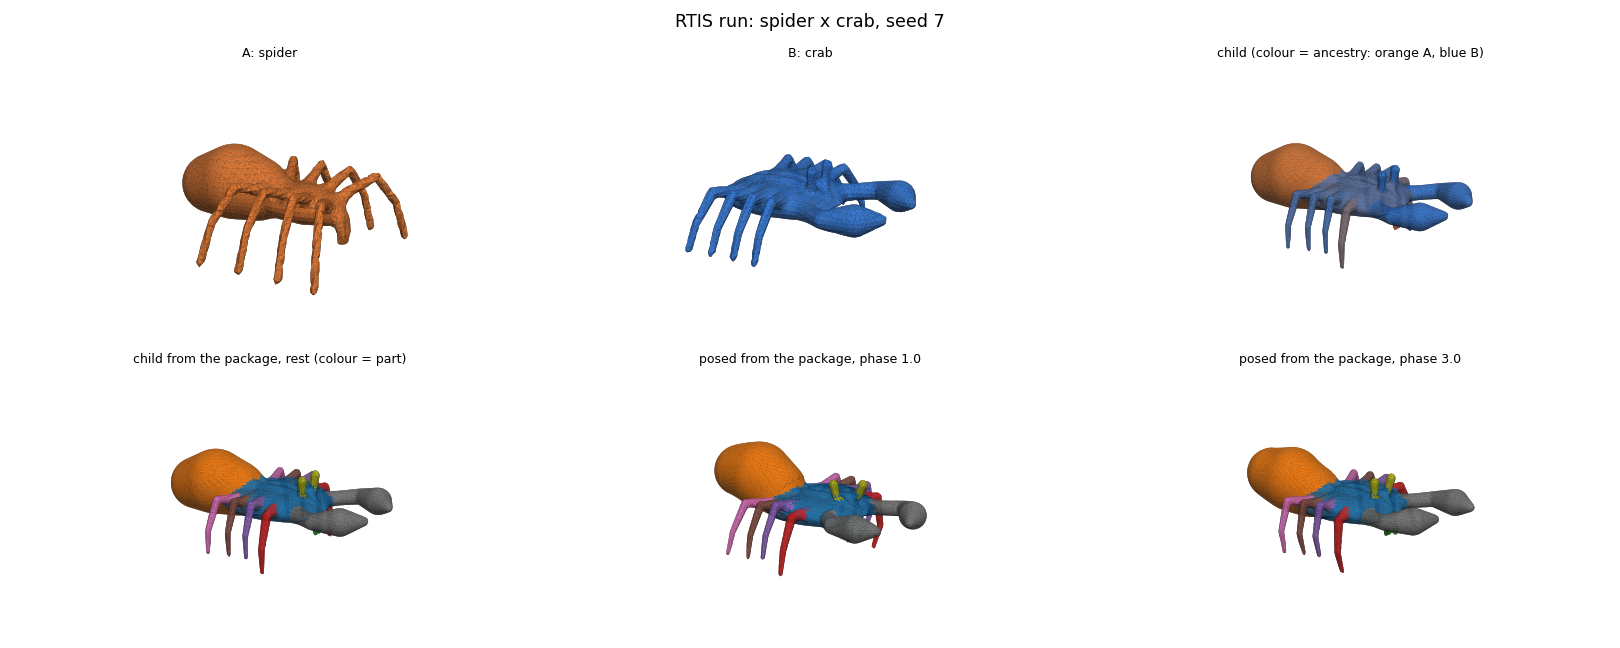 RTIS run: spider x crab, seed 7
A: spider
B: crab
child (colour = ancestry: orange A, blue B)
child from the package, rest (colour = part)
posed from the package, phase 1.0
posed from the package, phase 3.0